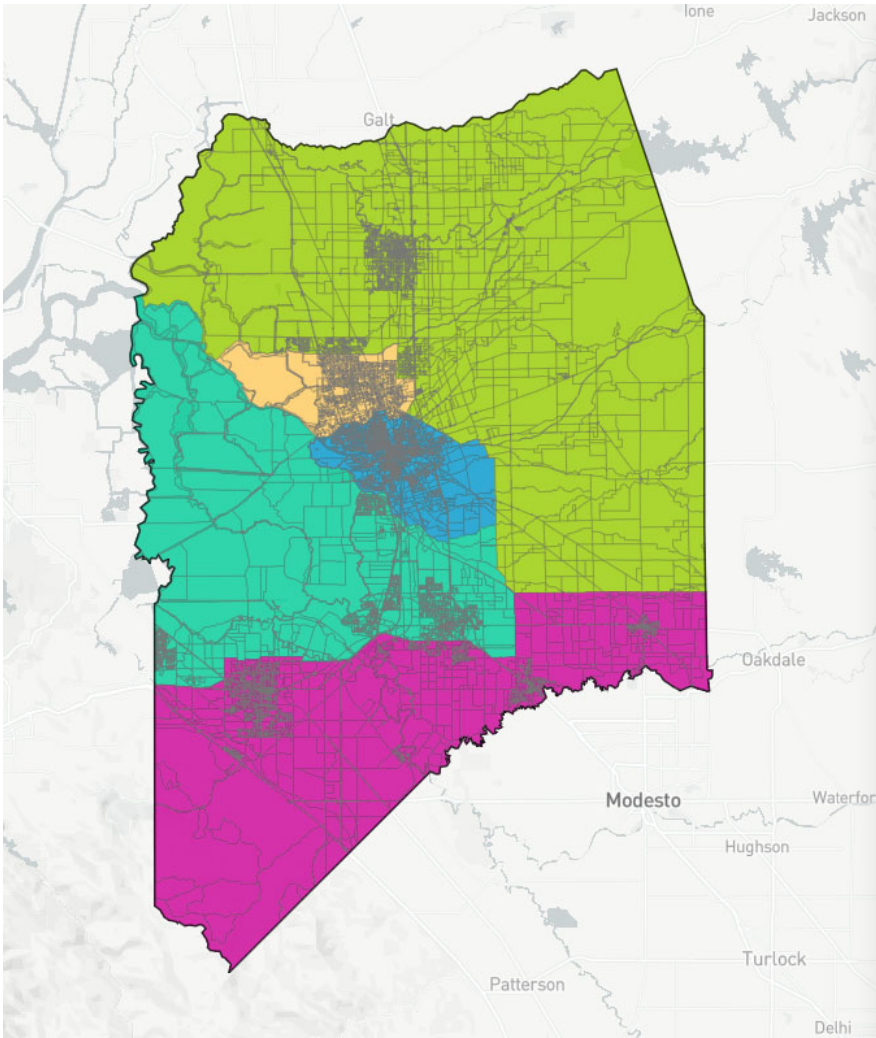 Ione
Jackson
Galt
Oakdale
Modesto
Waterfor
Hughson
Turlock
Patterson
Delhi